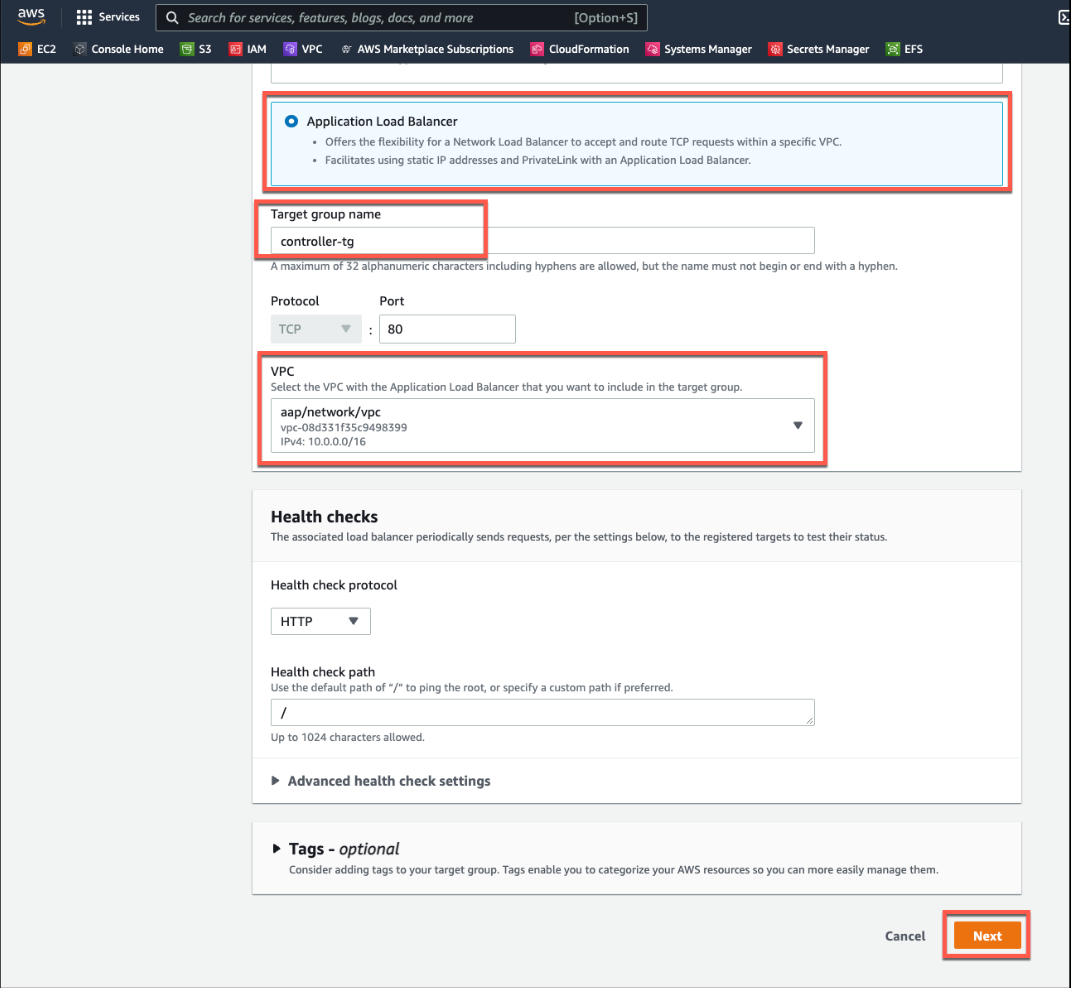 aws
Services
Search for services, features, blogs, docs, and more [Option+S]
EC2 Console Home S3 IAM VPC AWS Marketplace Subscriptions CloudFormation Systems Manager Secrets Manager EFS
Application Load Balancer
• Offers the flexibility for a Network Load Balancer to accept and route TCP requests within a specific VPC.
• Facilitates using static IP addresses and PrivateLink with an Application Load Balancer.
Target group name
controller-tg
A maximum of 32 alphanumeric characters including hyphens are allowed, but the name must not begin or end with a hyphen.
Protocol Port
TCP : 80
VPC
Select the VPC with the Application Load Balancer that you want to include in the target group.
aap/network/vpc
vpc-08d331f35c9498399
IPv4: 10.0.0.0/16
Health checks
The associated load balancer periodically sends requests, per the settings below, to the registered targets to test their status.
Health check protocol
HTTP
Health check path
Use the default path of "/" to ping the root, or specify a custom path if preferred.
/
Up to 1024 characters allowed.
Advanced health check settings
Tags - optional
Consider adding tags to your target group. Tags enable you to categorize your AWS resources so you can more easily manage them.
Cancel Next